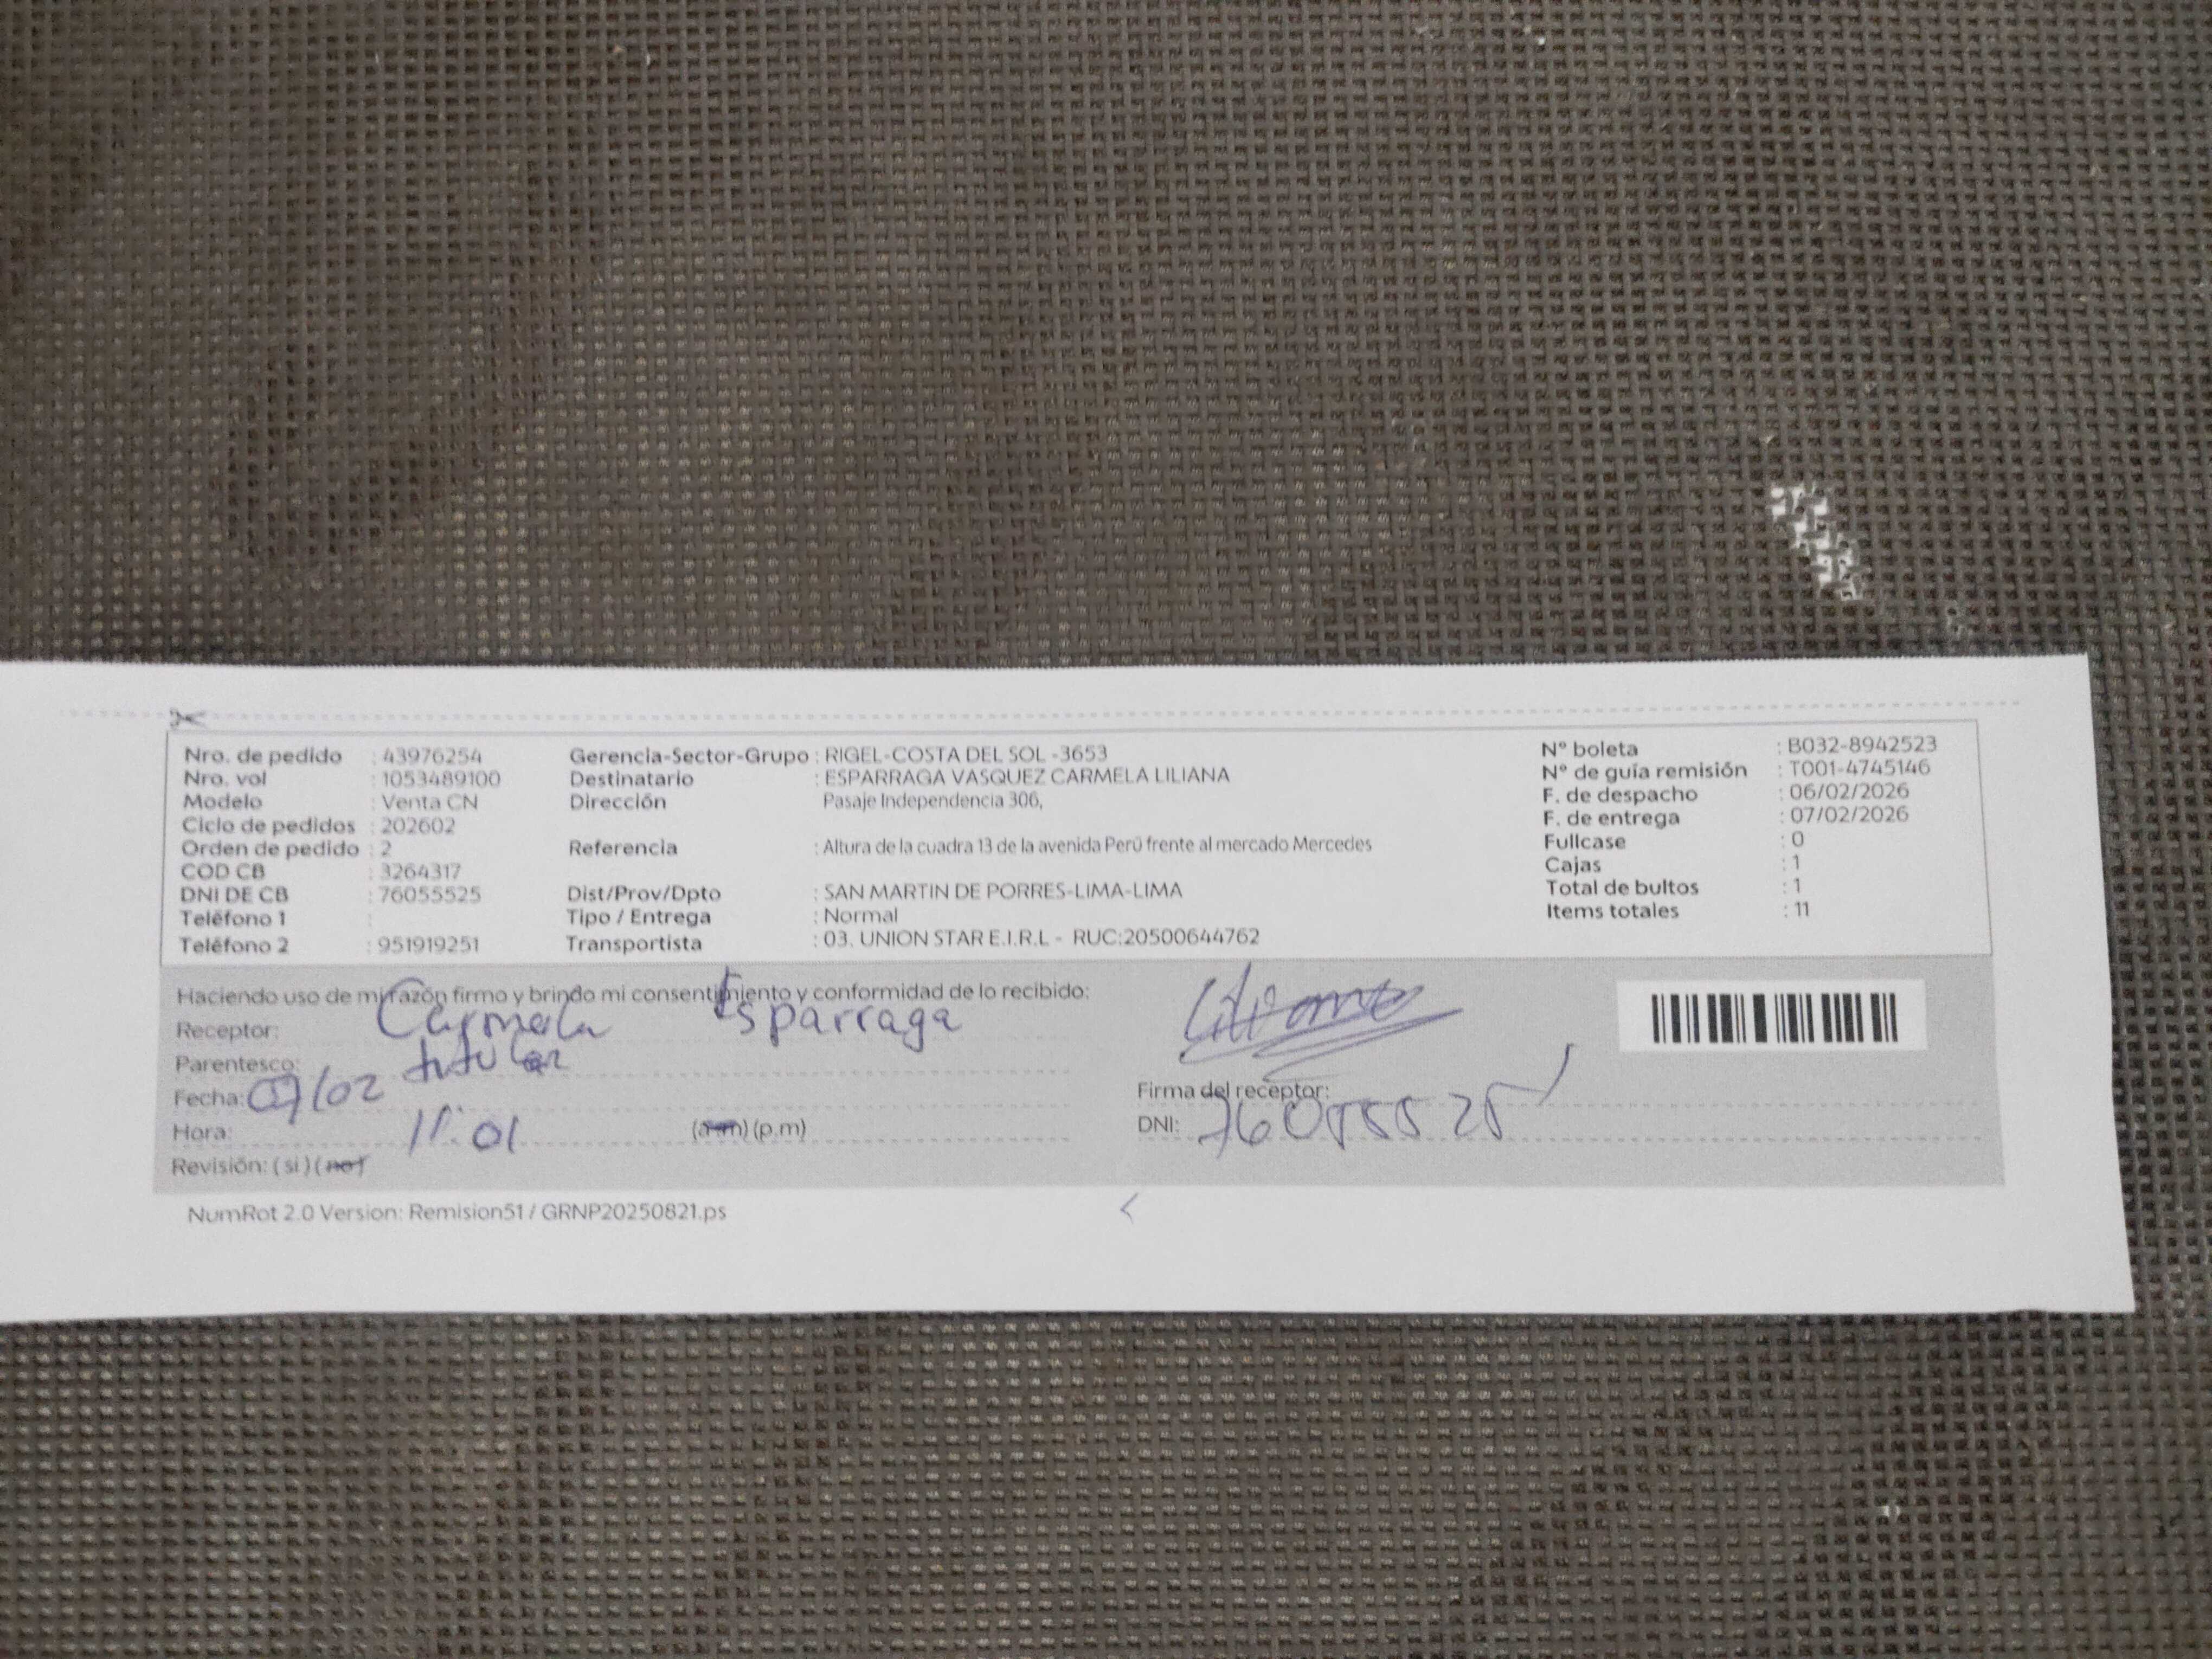 Nro. de pedido : 43976254 Gerencia-Sector-Grupo : RIGEL-COSTA DEL SOL -3653 N° boleta : B032-8942523
Nro. vol : 1053489100 Destinatario : ESPARRAGA VASQUEZ CARMELA LILIANA N° de guía remisión : T001-4745146
Modelo : Venta CN Dirección Pasaje Independencia 306, F. de despacho : 06/02/2026
Ciclo de pedidos : 202602 F. de entrega : 07/02/2026
Orden de pedido : 2 Referencia : Altura de la cuadra 13 de la avenida Perú frente al mercado Mercedes Fullcase : 0
COD CB : 3264317 Cajas : 1
DNI DE CB : 76055525 Dist/Prov/Dpto : SAN MARTIN DE PORRES-LIMA-LIMA Total de bultos : 1
Teléfono 1 : Tipo / Entrega : Normal Items totales : 11
Teléfono 2 : 951919251 Transportista : 03. UNION STAR E.I.R.L - RUC:20500644762
Haciendo uso de mi razón firmo y brindo mi consentimiento y conformidad de lo recibido:
Receptor: Carmela Esparraga
Parentesco: titular
Fecha: 07/02 Firma del receptor:
Hora: 11:01 (a.m) (p.m) DNI: 76055525
Revisión: (si) (no)
NumRot 2.0 Version: Remision51 / GRNP20250821.ps